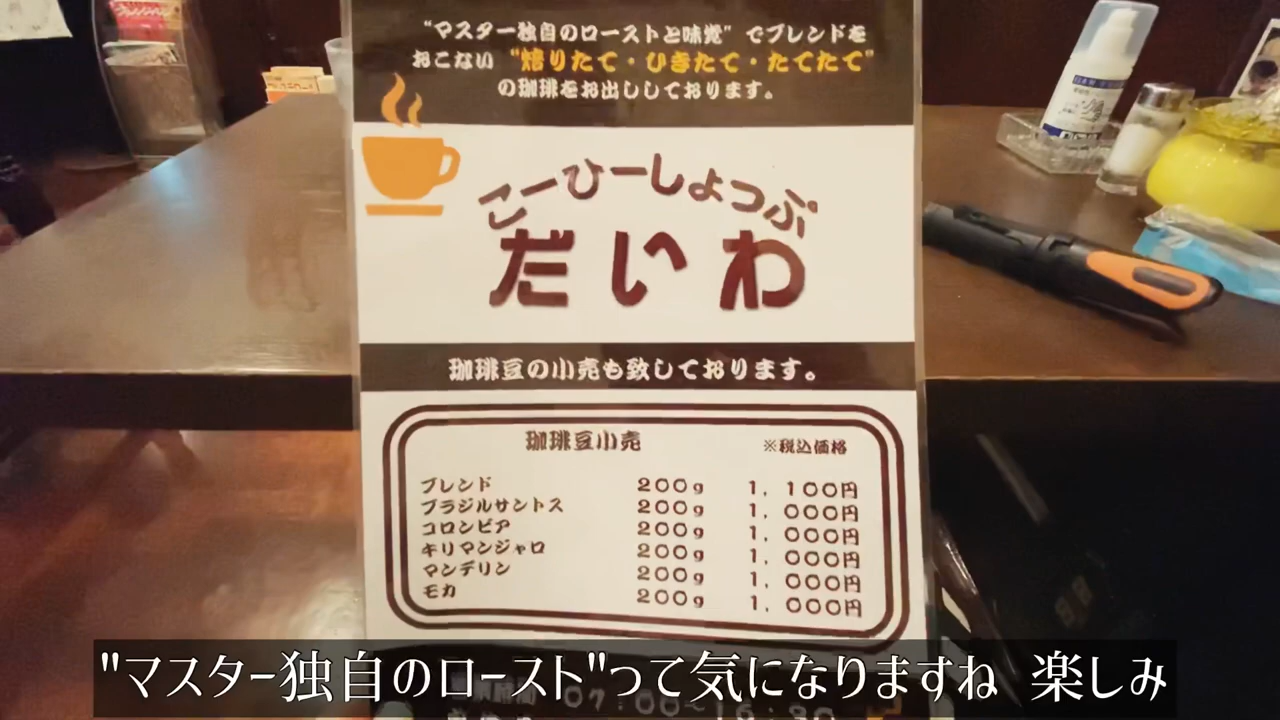 "マスター独自のローストと味覚"でブレンドを
おこない"焙りたて・ひきたて・たてたて"
の珈琲をお出ししております。
こーひーしょっぷ
だいわ
珈琲豆の小売も致しております。
珈琲豆小売 ※税込価格
ブレンド 200g 1,100円
ブラジルサントス 200g 1,000円
コロンビア 200g 1,000円
キリマンジャロ 200g 1,000円
マンデリン 200g 1,000円
モカ 200g 1,000円
"マスター独自のロースト"って気になりますね 楽しみ